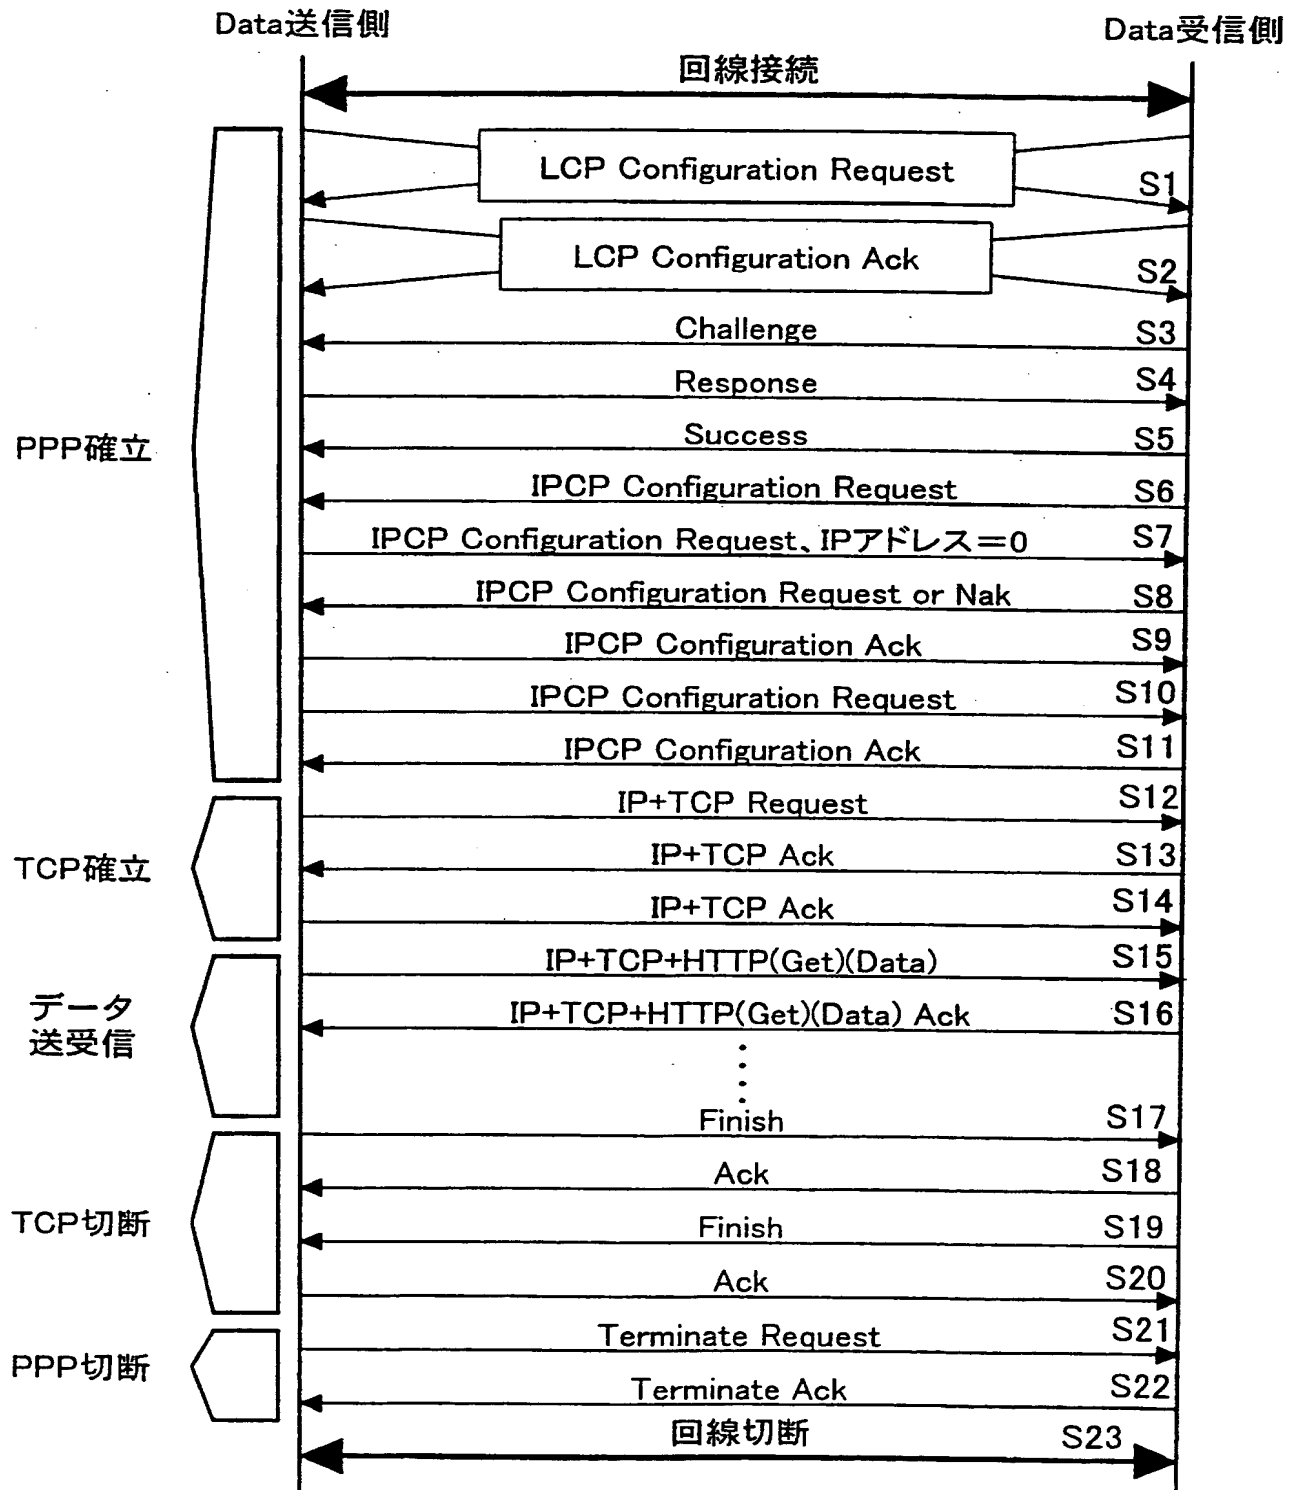 Data送信側
Data受信側
回線接続
LCP Configuration Request
S1
LCP Configuration Ack
S2
Challenge
S3
Response
S4
PPP確立
Success
S5
IPCP Configuration Request
S6
IPCP Configuration Request、IPアドレス=0
S7
IPCP Configuration Request or Nak
S8
IPCP Configuration Ack
S9
IPCP Configuration Request
S10
IPCP Configuration Ack
S11
IP+TCP Request
S12
TCP確立
IP+TCP Ack
S13
IP+TCP Ack
S14
IP+TCP+HTTP(Get)(Data)
S15
データ
送受信
IP+TCP+HTTP(Get)(Data) Ack
S16
Finish
S17
Ack
S18
TCP切断
Finish
S19
Ack
S20
Terminate Request
S21
PPP切断
Terminate Ack
S22
回線切断
S23